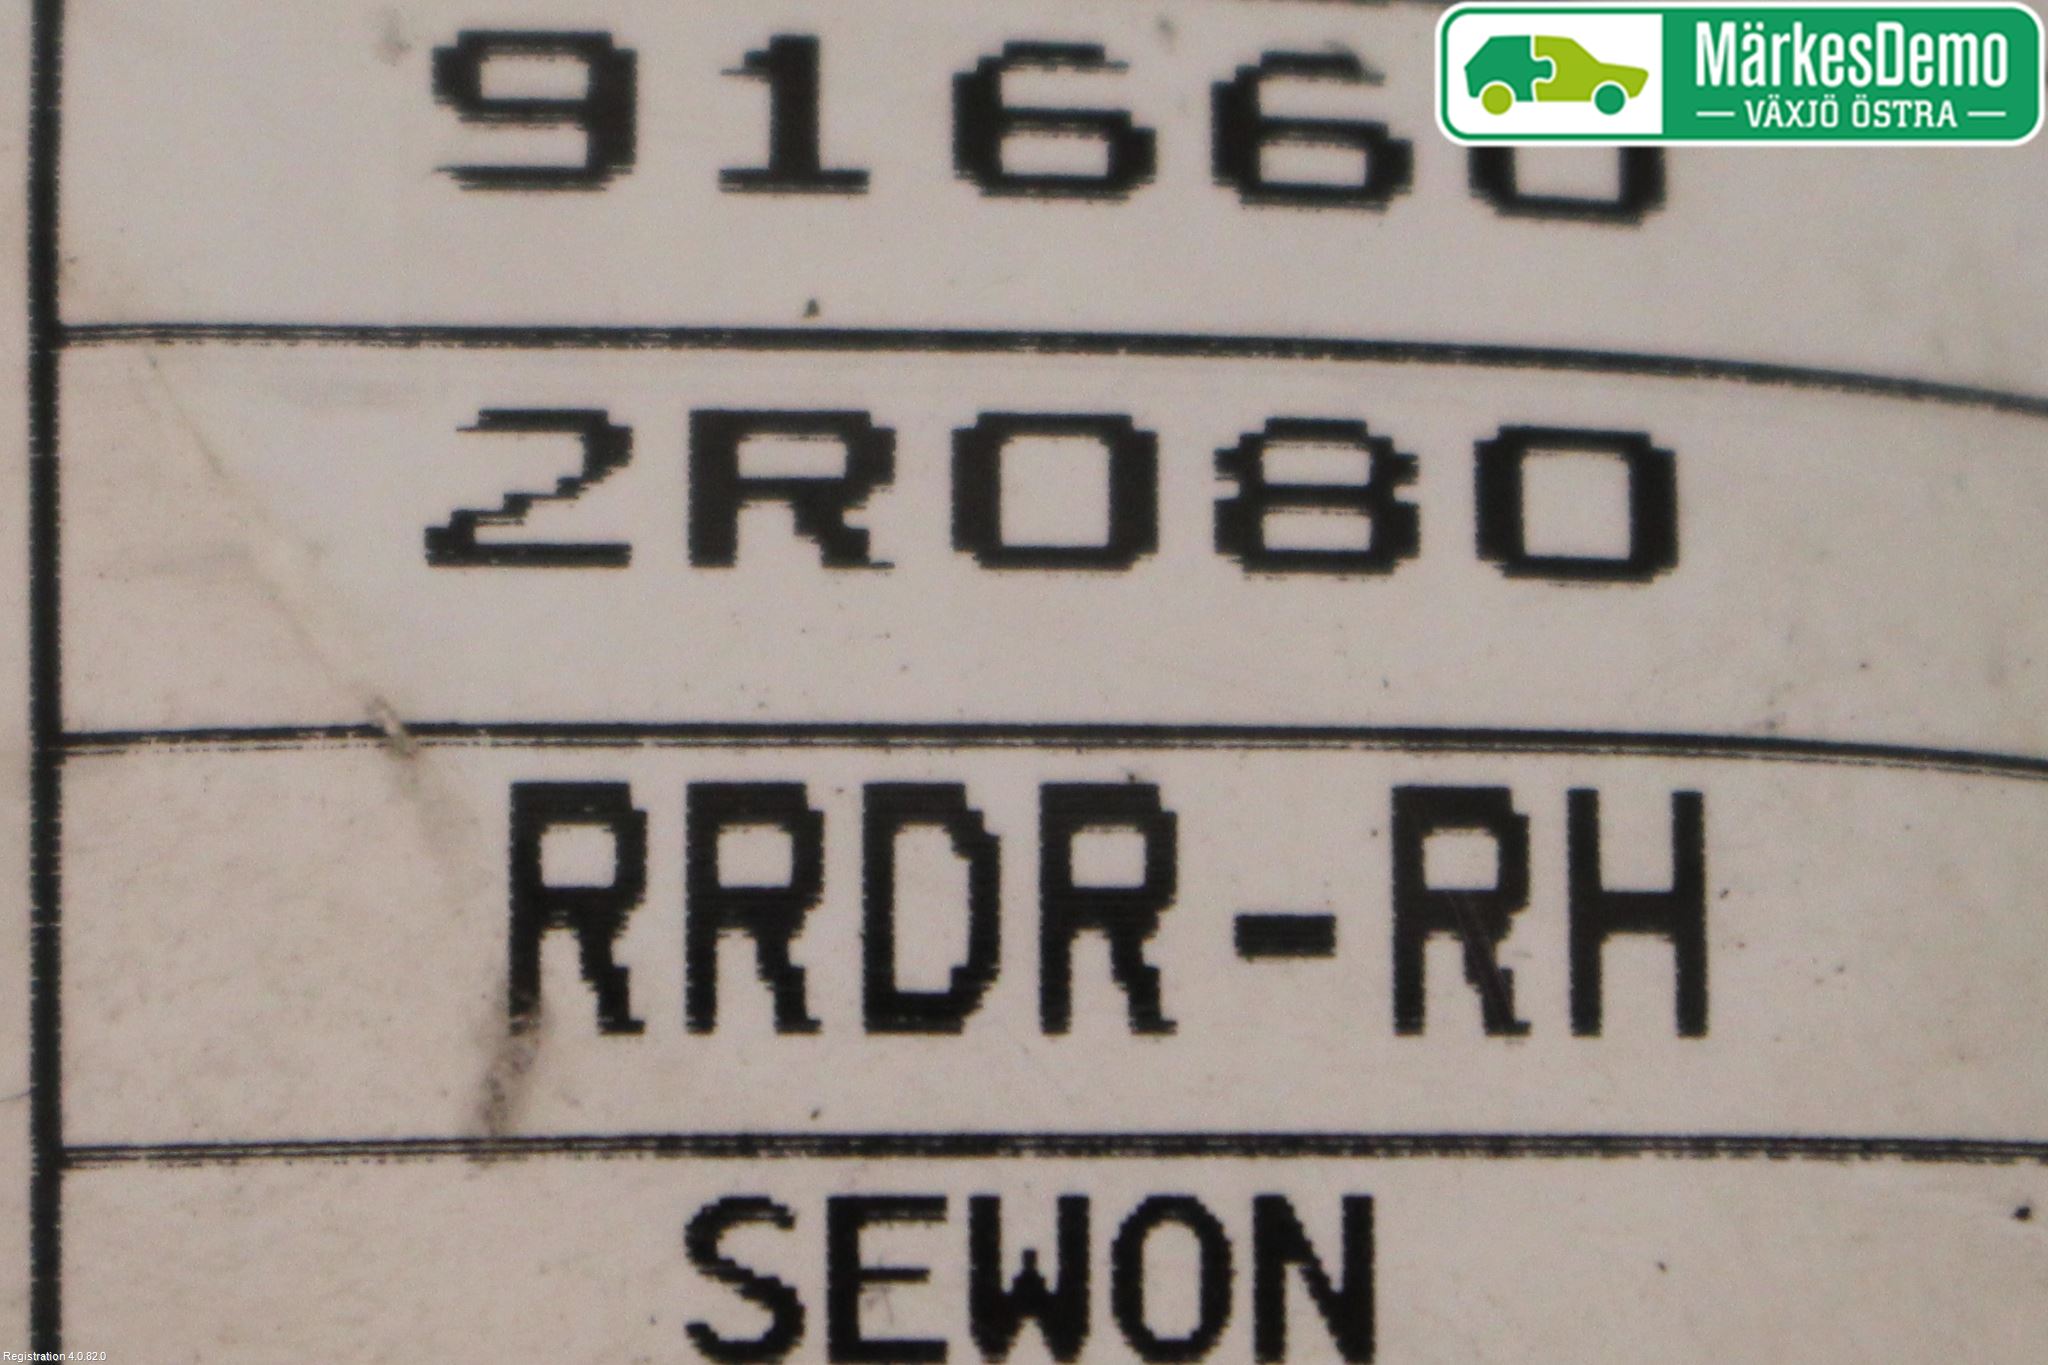 91660
MärkesDemo
VÄXJÖ ÖSTRA
2R080
RRDR-RH
SEWON
Registration 4.0.82.0